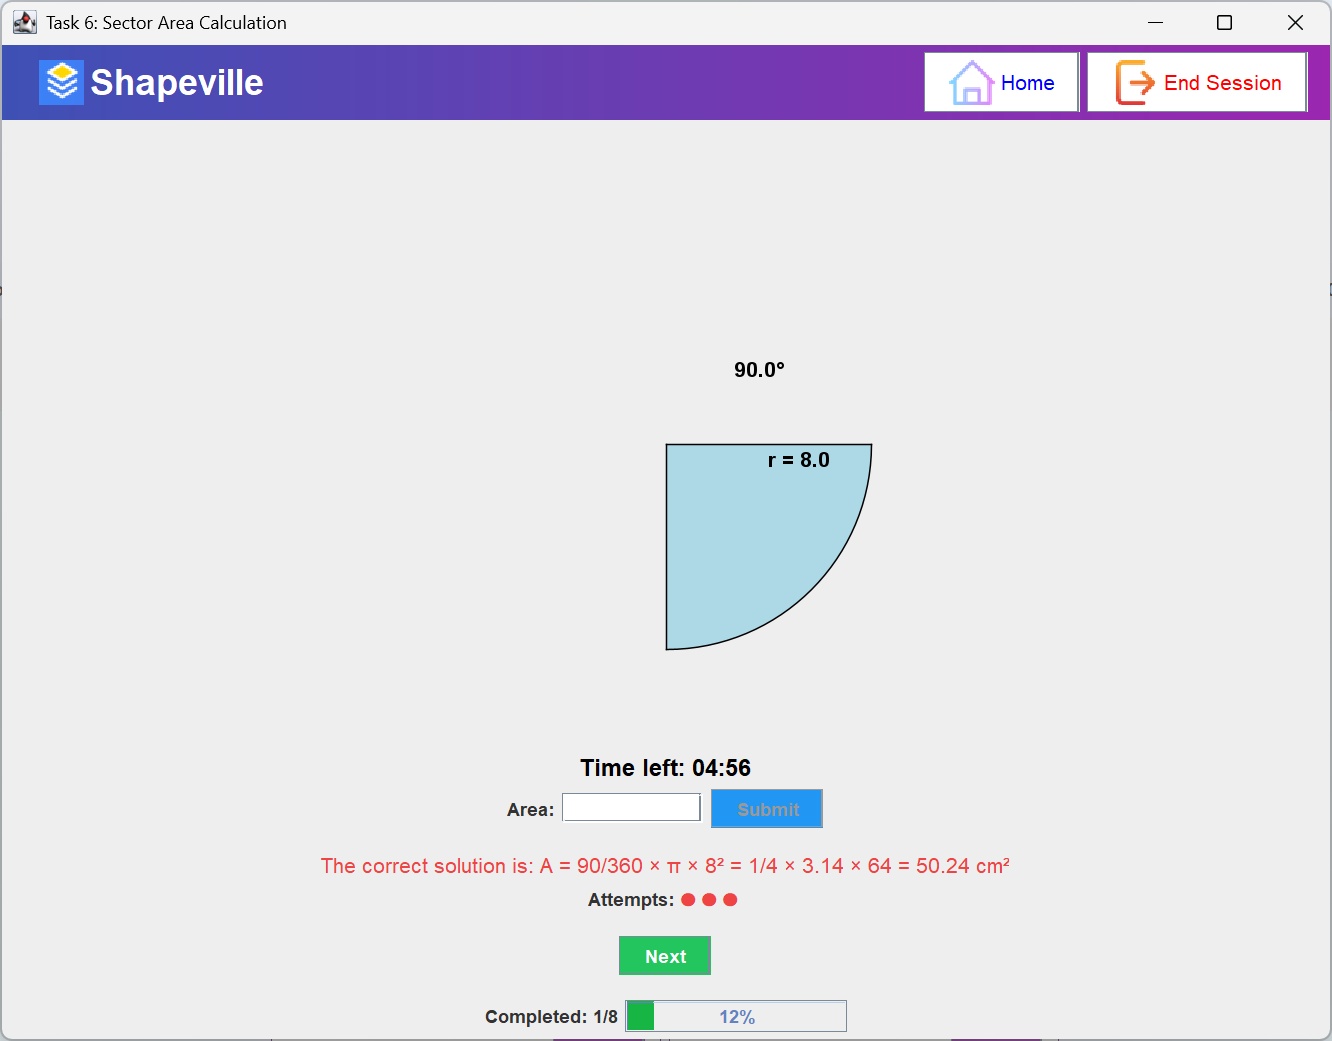 Task 6: Sector Area Calculation
Shapeville
Home
End Session
90.0°
r = 8.0
Time left: 04:56
Area:
Submit
The correct solution is: A = 90/360 × π × 8² = 1/4 × 3.14 × 64 = 50.24 cm²
Attempts:
Next
Completed: 1/8
12%